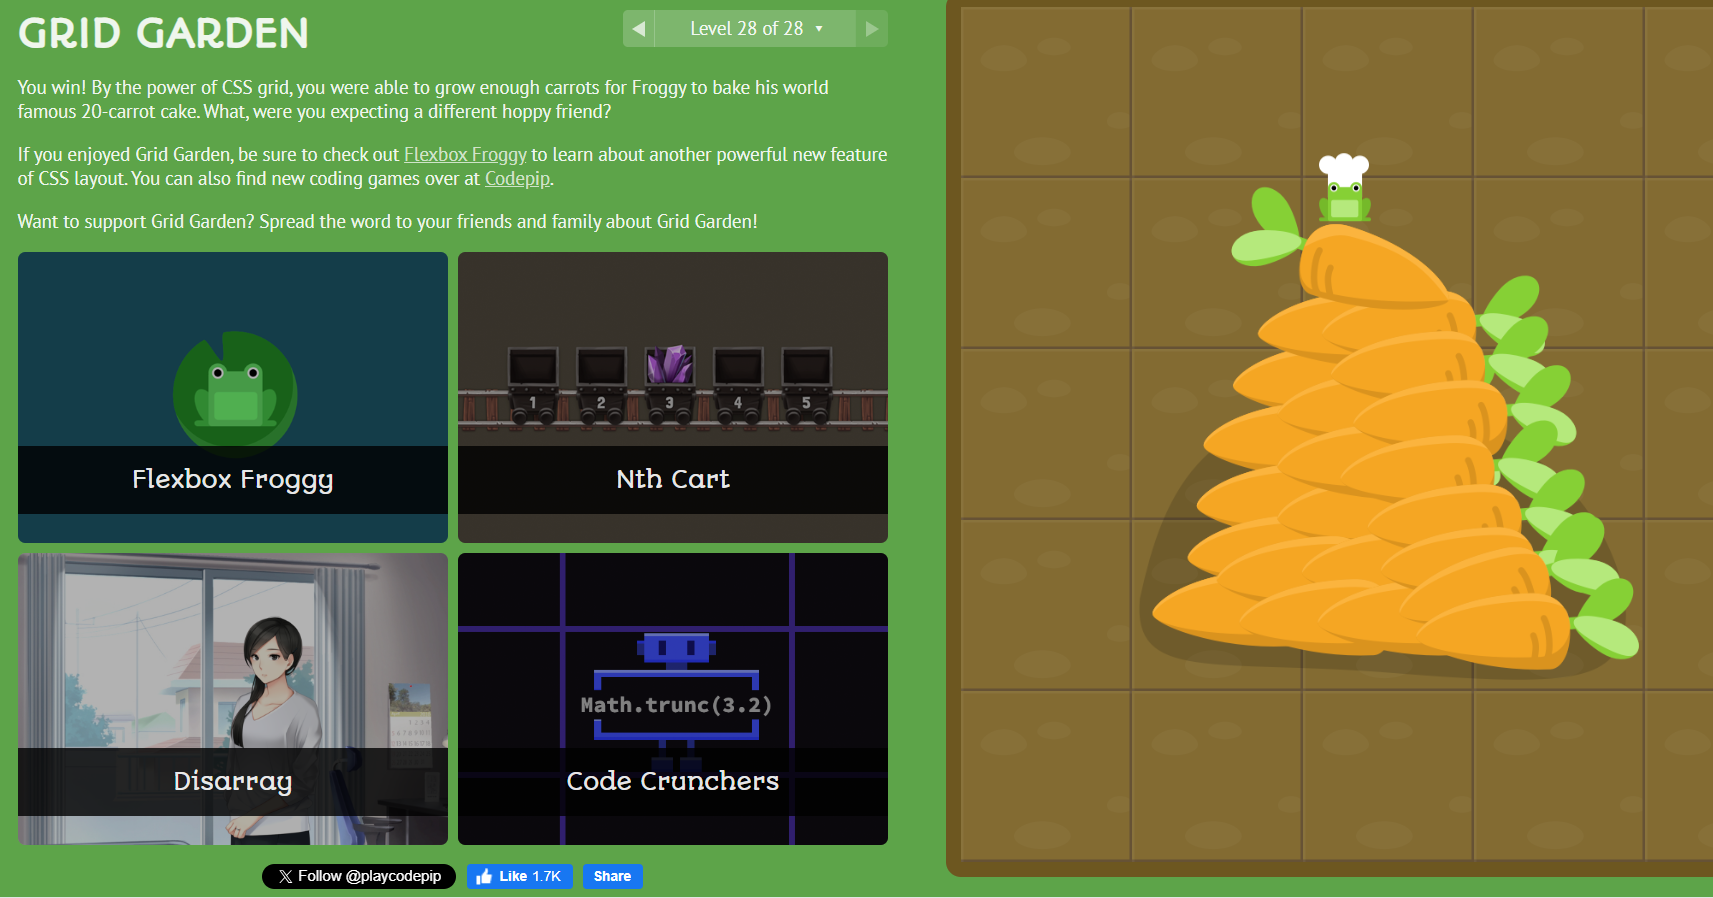 GRID GARDEN
Level 28 of 28
You win! By the power of CSS grid, you were able to grow enough carrots for Froggy to bake his world
famous 20-carrot cake. What, were you expecting a different hoppy friend?
If you enjoyed Grid Garden, be sure to check out Flexbox Froggy to learn about another powerful new feature
of CSS layout. You can also find new coding games over at Codepip.
Want to support Grid Garden? Spread the word to your friends and family about Grid Garden!
Flexbox Froggy
1 2 3 4 5
Nth Cart
Disarray
Math.trunc(3.2)
Code Crunchers
Follow @playcodepip
Like 1.7K
Share